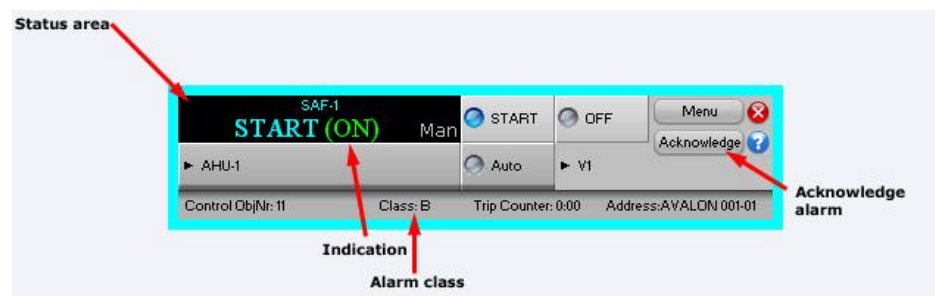 Status area
SAF-1
START (ON) Man
START
OFF
Menu
Acknowledge
?
► AHU-1
Auto
► V1
Control ObjNr: 11
Class: B
Trip Counter: 0:00
Address:AVALON 001-01
Acknowledge
alarm
Indication
Alarm class